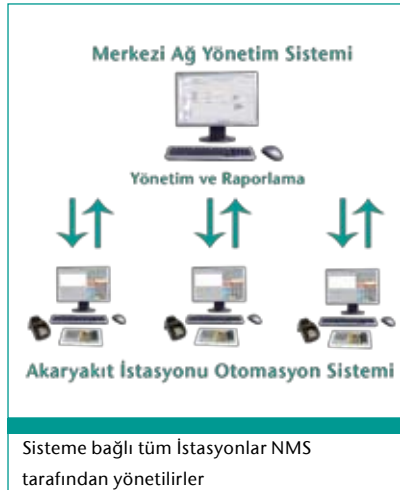 Merkezi Ağ Yönetim Sistemi
Yönetim ve Raporlama
Akaryakıt İstasyonu Otomasyon Sistemi
Sisteme bağlı tüm İstasyonlar NMS
tarafından yönetilirler